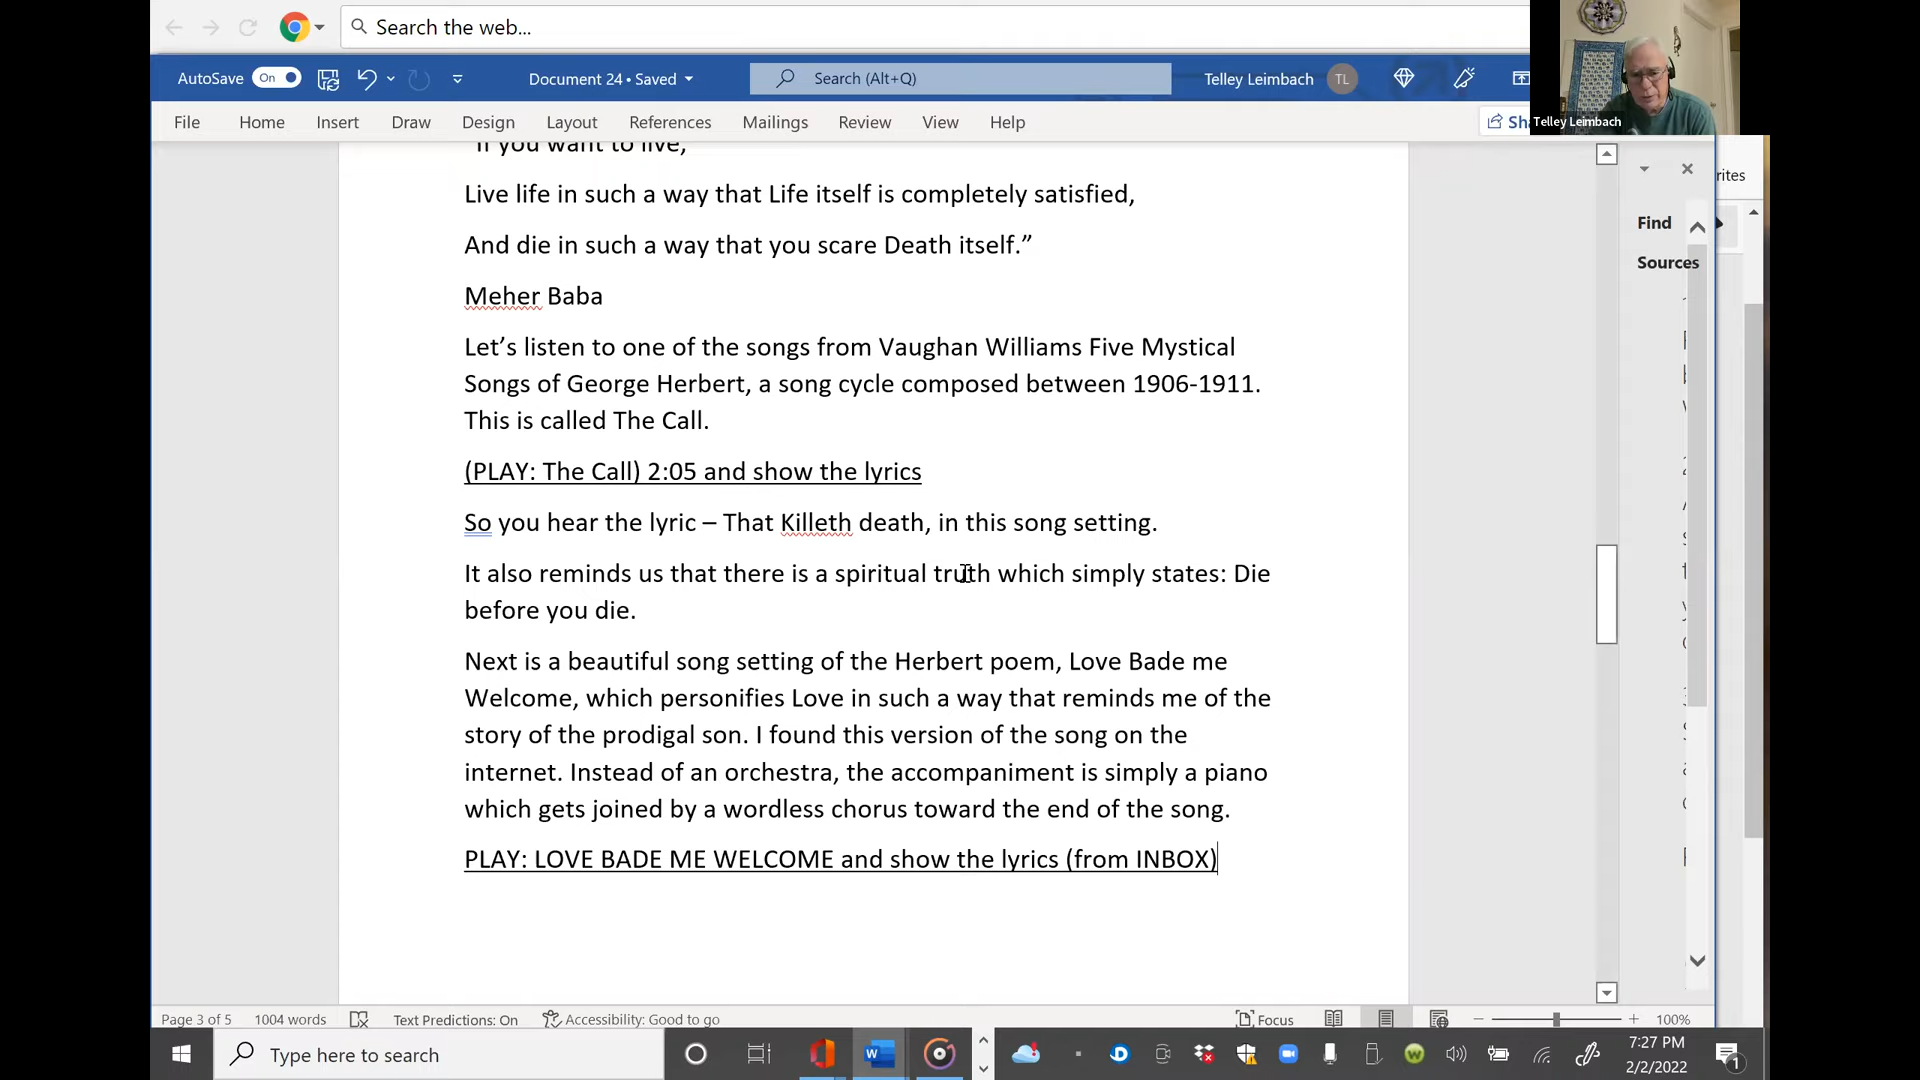 Search the web...
AutoSave On Document 24 • Saved Search (Alt+Q) Telley Leimbach TL
Telley Leimbach
File Home Insert Draw Design Layout References Mailings Review View Help
"If you want to live,
Live life in such a way that Life itself is completely satisfied,
And die in such a way that you scare Death itself.”
Meher Baba
Let’s listen to one of the songs from Vaughan Williams Five Mystical
Songs of George Herbert, a song cycle composed between 1906-1911.
This is called The Call.
(PLAY: The Call) 2:05 and show the lyrics
So you hear the lyric – That Killeth death, in this song setting.
It also reminds us that there is a spiritual truth which simply states: Die
before you die.
Next is a beautiful song setting of the Herbert poem, Love Bade me
Welcome, which personifies Love in such a way that reminds me of the
story of the prodigal son. I found this version of the song on the
internet. Instead of an orchestra, the accompaniment is simply a piano
which gets joined by a wordless chorus toward the end of the song.
PLAY: LOVE BADE ME WELCOME and show the lyrics (from INBOX)
Find
Sources
Page 3 of 5 1004 words Text Predictions: On Accessibility: Good to go Focus 100%
Type here to search
7:27 PM
2/2/2022
1